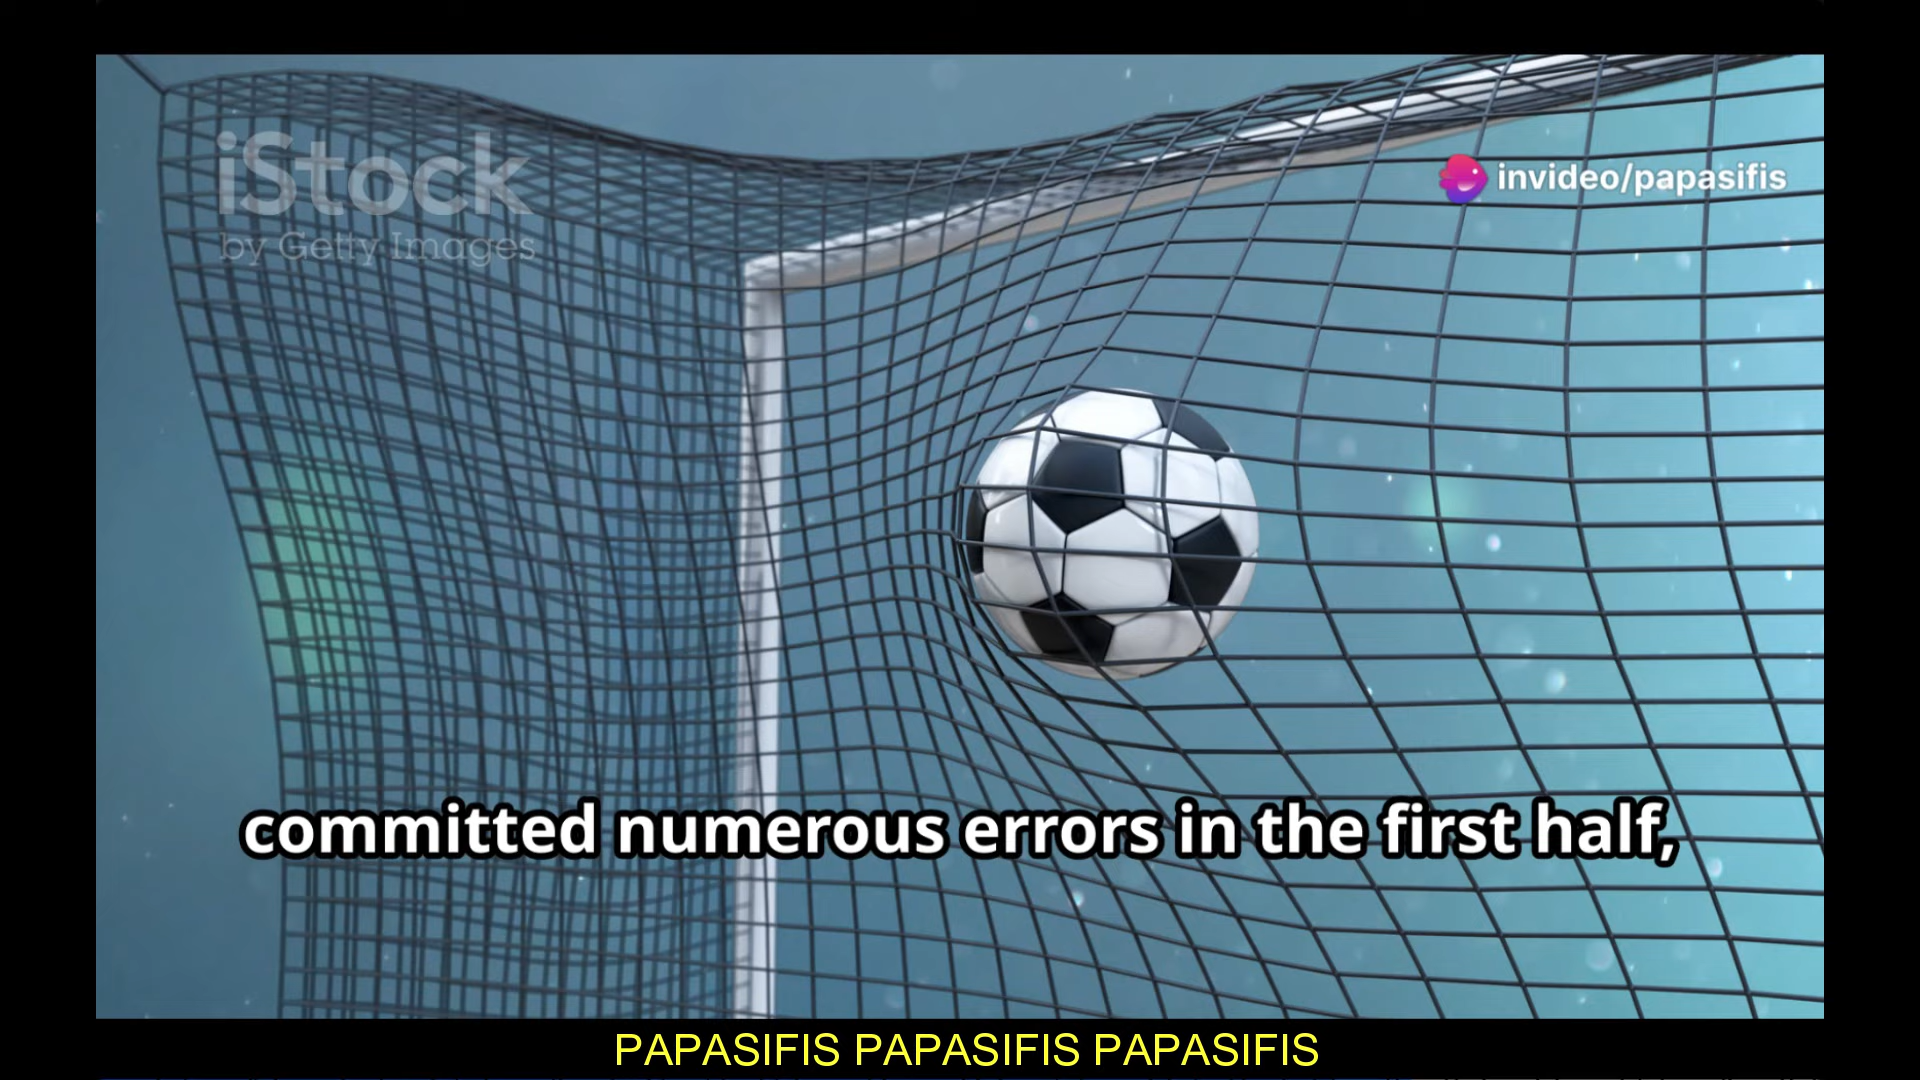 iStock
by Getty Images
invideo/papasifis
committed numerous errors in the first half,
PAPASIFIS PAPASIFIS PAPASIFIS